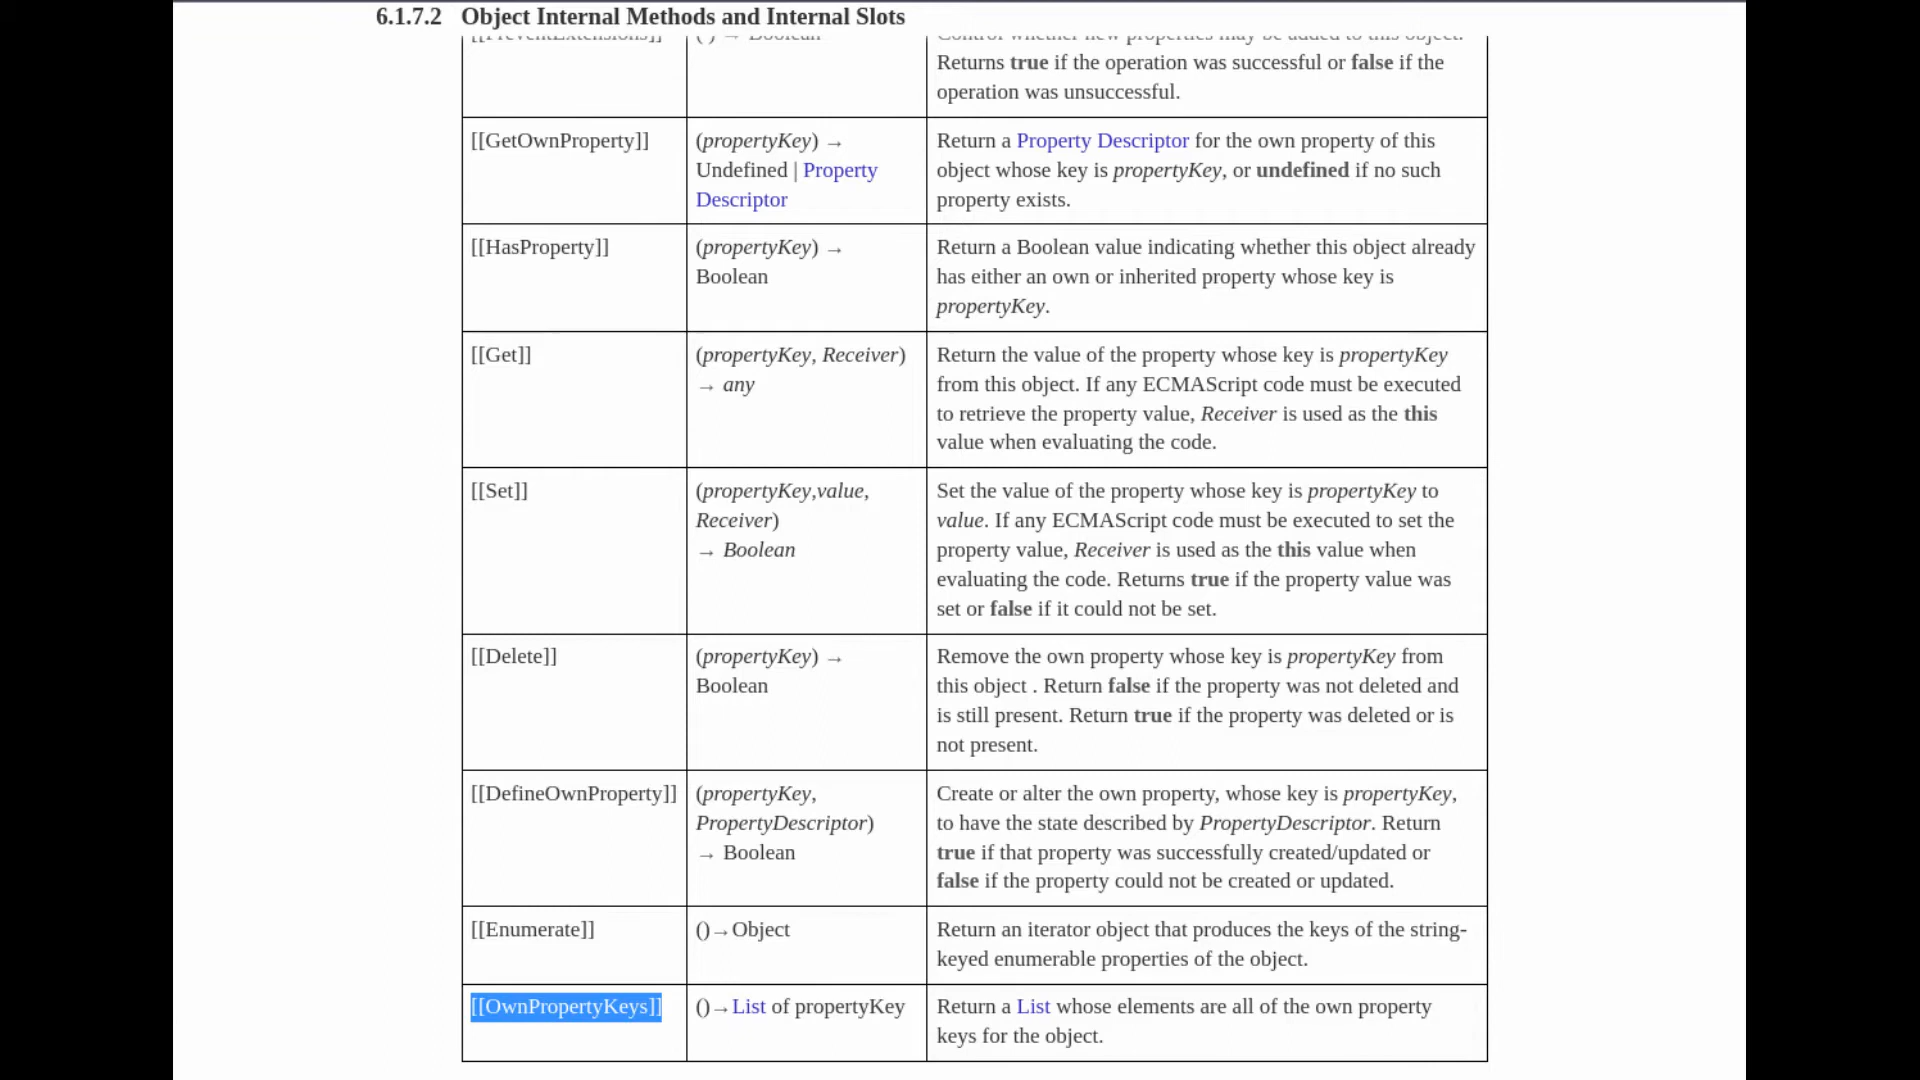 6.1.7.2 Object Internal Methods and Internal Slots
[[PreventExtensions]] ( ) → Boolean Control whether new properties may be added to this object.
Returns true if the operation was successful or false if the
operation was unsuccessful.
[[GetOwnProperty]] (propertyKey) →
Undefined | Property
Descriptor
Return a Property Descriptor for the own property of this
object whose key is propertyKey, or undefined if no such
property exists.
[[HasProperty]] (propertyKey) →
Boolean
Return a Boolean value indicating whether this object already
has either an own or inherited property whose key is
propertyKey.
[[Get]] (propertyKey, Receiver)
→ any
Return the value of the property whose key is propertyKey
from this object. If any ECMAScript code must be executed
to retrieve the property value, Receiver is used as the this
value when evaluating the code.
[[Set]] (propertyKey,value,
Receiver)
→ Boolean
Set the value of the property whose key is propertyKey to
value. If any ECMAScript code must be executed to set the
property value, Receiver is used as the this value when
evaluating the code. Returns true if the property value was
set or false if it could not be set.
[[Delete]] (propertyKey) →
Boolean
Remove the own property whose key is propertyKey from
this object . Return false if the property was not deleted and
is still present. Return true if the property was deleted or is
not present.
[[DefineOwnProperty]] (propertyKey,
PropertyDescriptor)
→ Boolean
Create or alter the own property, whose key is propertyKey,
to have the state described by PropertyDescriptor. Return
true if that property was successfully created/updated or
false if the property could not be created or updated.
[[Enumerate]] ()→Object
Return an iterator object that produces the keys of the string-
keyed enumerable properties of the object.
[[OwnPropertyKeys]] ()→List of propertyKey
Return a List whose elements are all of the own property
keys for the object.